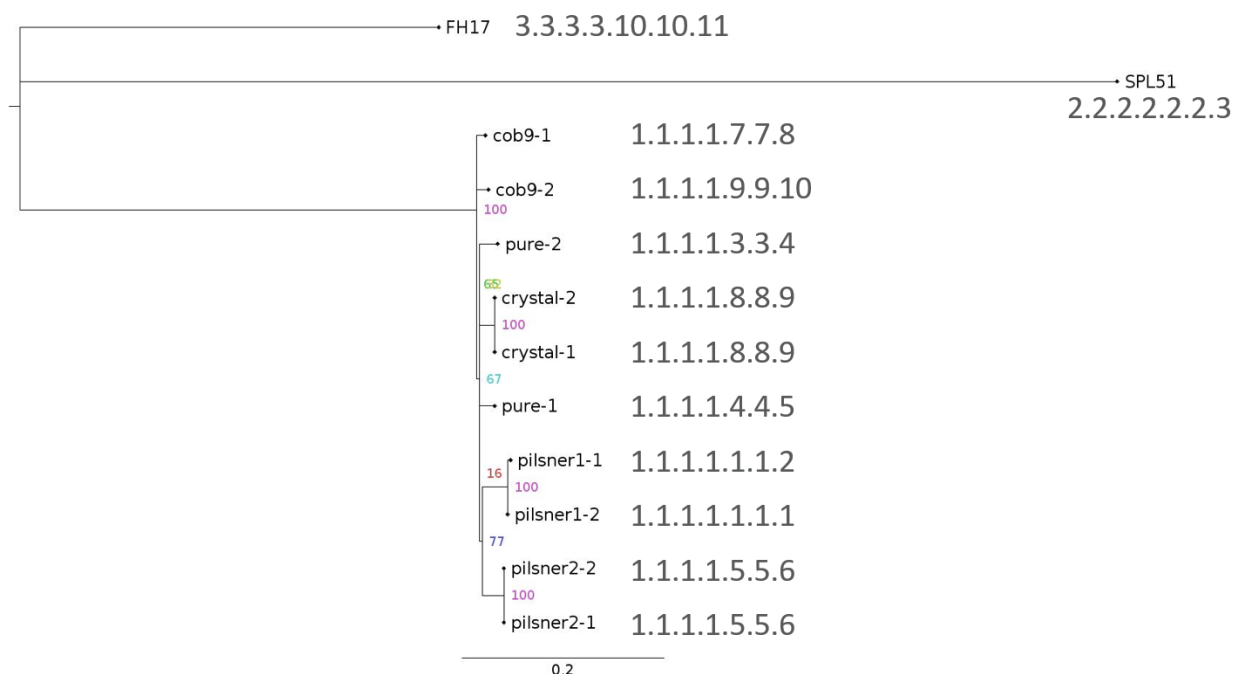 FH17 3.3.3.3.10.10.11
SPL51
2.2.2.2.2.2.3
cob9-1 1.1.1.1.7.7.8
cob9-2 1.1.1.1.9.9.10
100
pure-2 1.1.1.1.3.3.4
65
crystal-2 1.1.1.1.8.8.9
100
crystal-1 1.1.1.1.8.8.9
67
pure-1 1.1.1.1.4.4.5
pilsner1-1 1.1.1.1.1.1.2
16
100
pilsner1-2 1.1.1.1.1.1.1
77
pilsner2-2 1.1.1.1.5.5.6
100
pilsner2-1 1.1.1.1.5.5.6
0.2